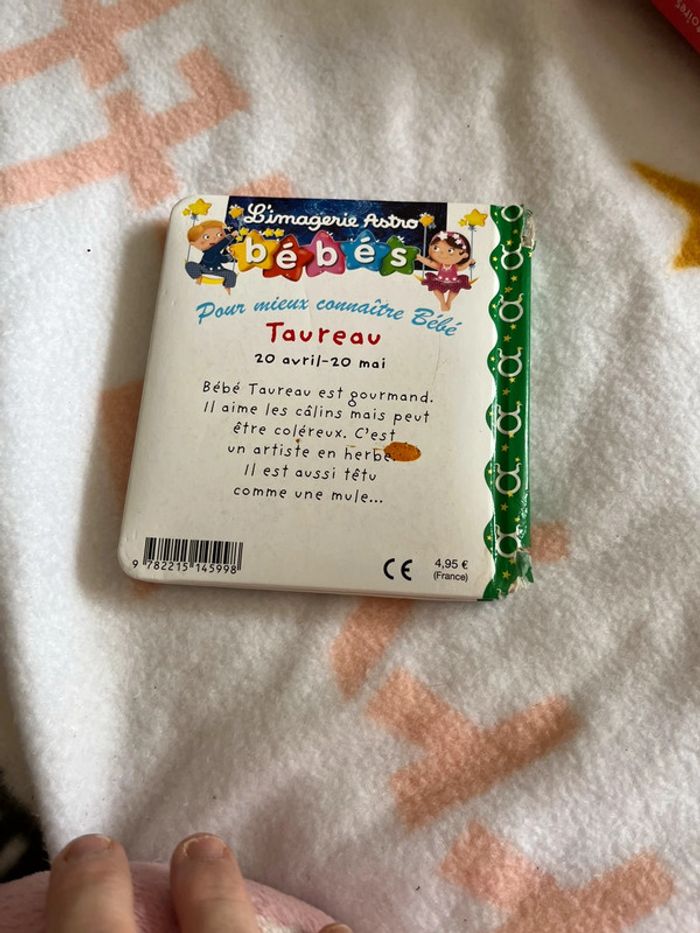 L'imagerie Astro
bébés
Pour mieux connaître Bébé
Taureau
20 avril-20 mai
Bébé Taureau est gourmand.
Il aime les câlins mais peut
être coléreux. C'est
un artiste en herbe.
Il est aussi têtu
comme une mule...
9 782215 145998
CE
4,95 €
(France)